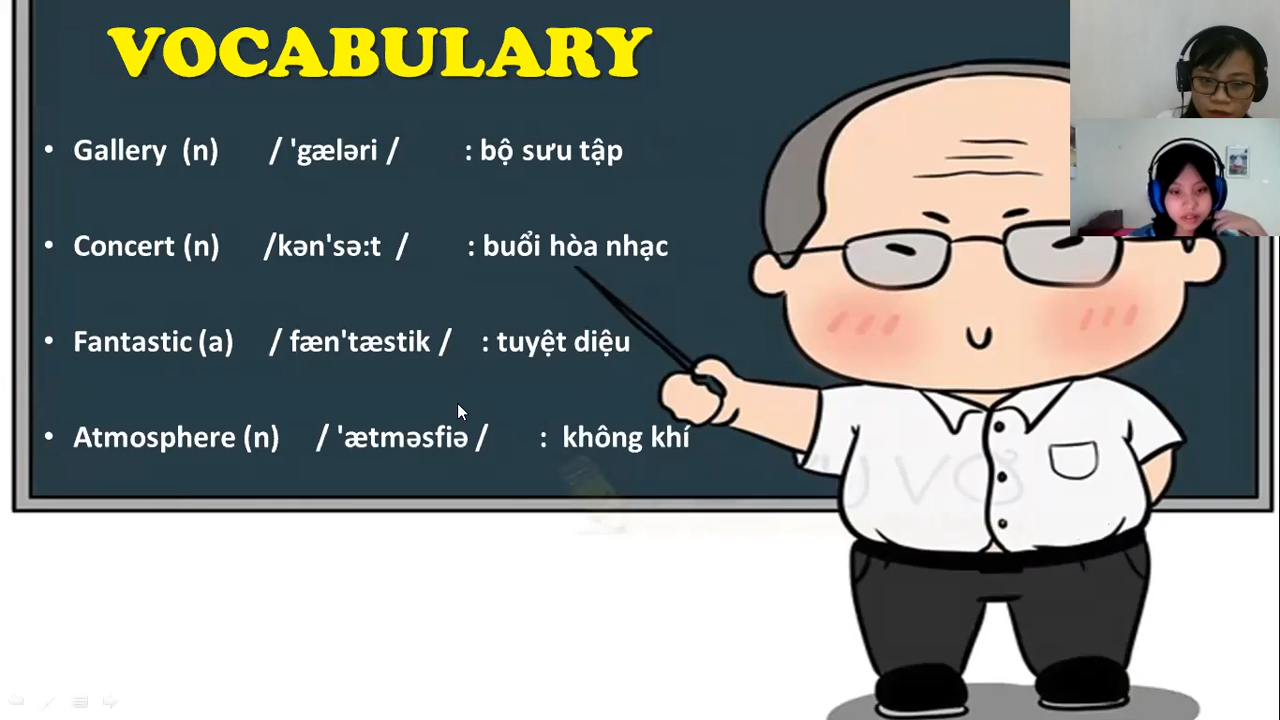 VOCABULARY
• Gallery (n) / 'gæləri / : bộ sưu tập
• Concert (n) /kən'sə:t / : buổi hòa nhạc
• Fantastic (a) / fæn'tæstik / : tuyệt diệu
• Atmosphere (n) / 'ætməsfiə / : không khí